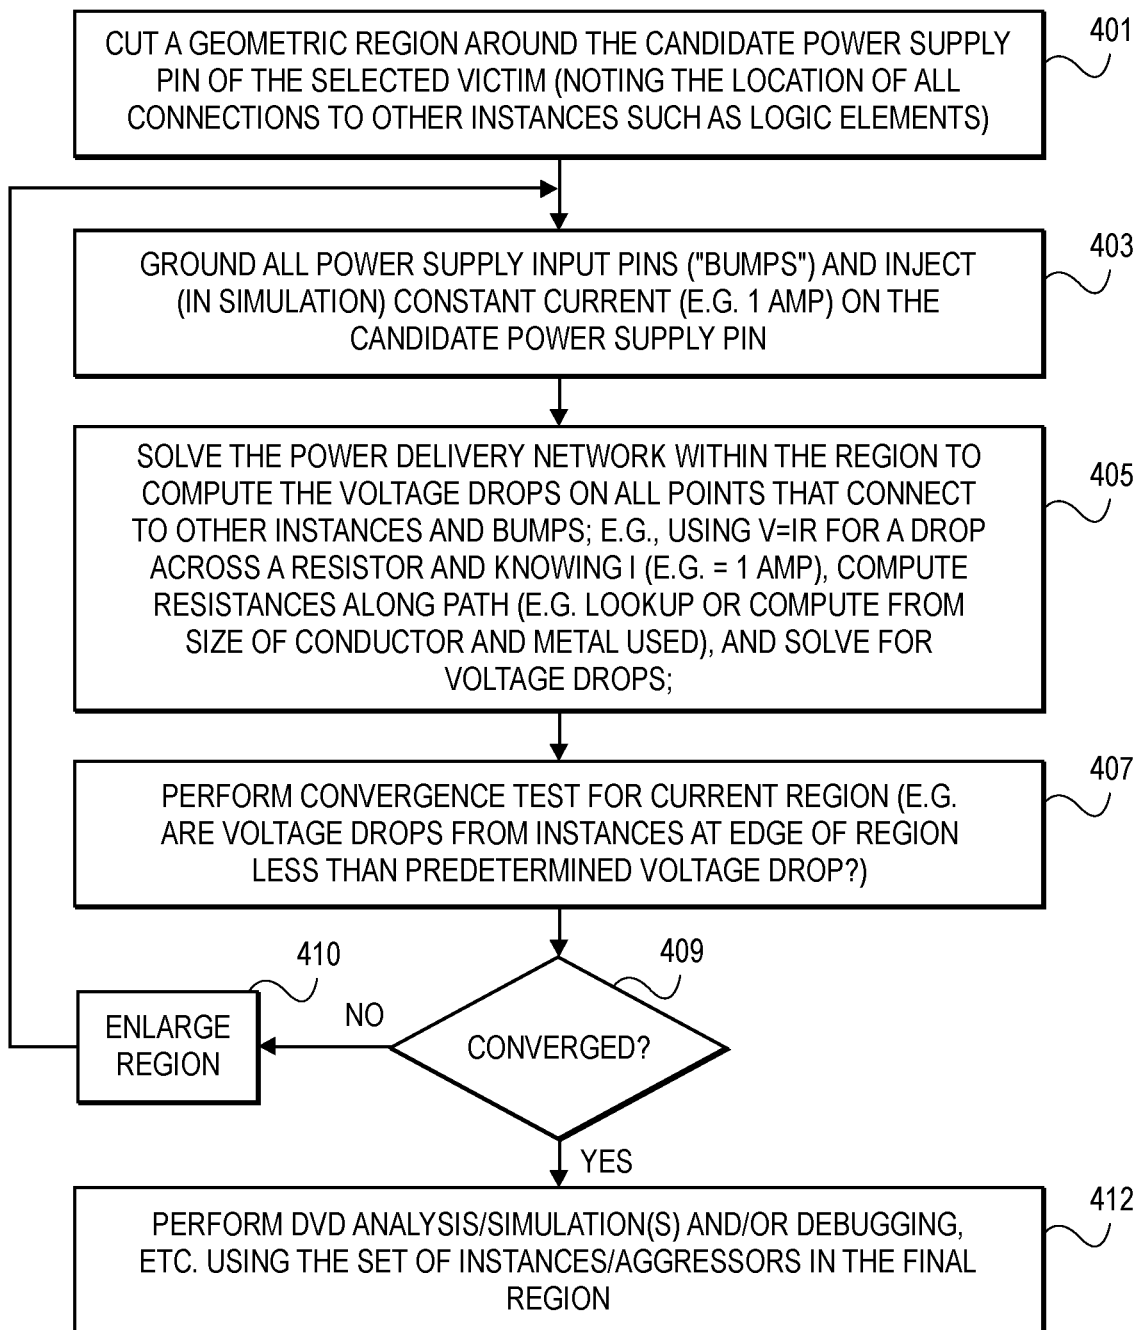 CUT A GEOMETRIC REGION AROUND THE CANDIDATE POWER SUPPLY
PIN OF THE SELECTED VICTIM (NOTING THE LOCATION OF ALL
CONNECTIONS TO OTHER INSTANCES SUCH AS LOGIC ELEMENTS)
401
GROUND ALL POWER SUPPLY INPUT PINS ("BUMPS") AND INJECT
(IN SIMULATION) CONSTANT CURRENT (E.G. 1 AMP) ON THE
CANDIDATE POWER SUPPLY PIN
403
SOLVE THE POWER DELIVERY NETWORK WITHIN THE REGION TO
COMPUTE THE VOLTAGE DROPS ON ALL POINTS THAT CONNECT
TO OTHER INSTANCES AND BUMPS; E.G., USING V=IR FOR A DROP
ACROSS A RESISTOR AND KNOWING I (E.G. = 1 AMP), COMPUTE
RESISTANCES ALONG PATH (E.G. LOOKUP OR COMPUTE FROM
SIZE OF CONDUCTOR AND METAL USED), AND SOLVE FOR
VOLTAGE DROPS;
405
PERFORM CONVERGENCE TEST FOR CURRENT REGION (E.G.
ARE VOLTAGE DROPS FROM INSTANCES AT EDGE OF REGION
LESS THAN PREDETERMINED VOLTAGE DROP?)
407
410
409
ENLARGE
REGION
NO
CONVERGED?
YES
PERFORM DVD ANALYSIS/SIMULATION(S) AND/OR DEBUGGING,
ETC. USING THE SET OF INSTANCES/AGGRESSORS IN THE FINAL
REGION
412